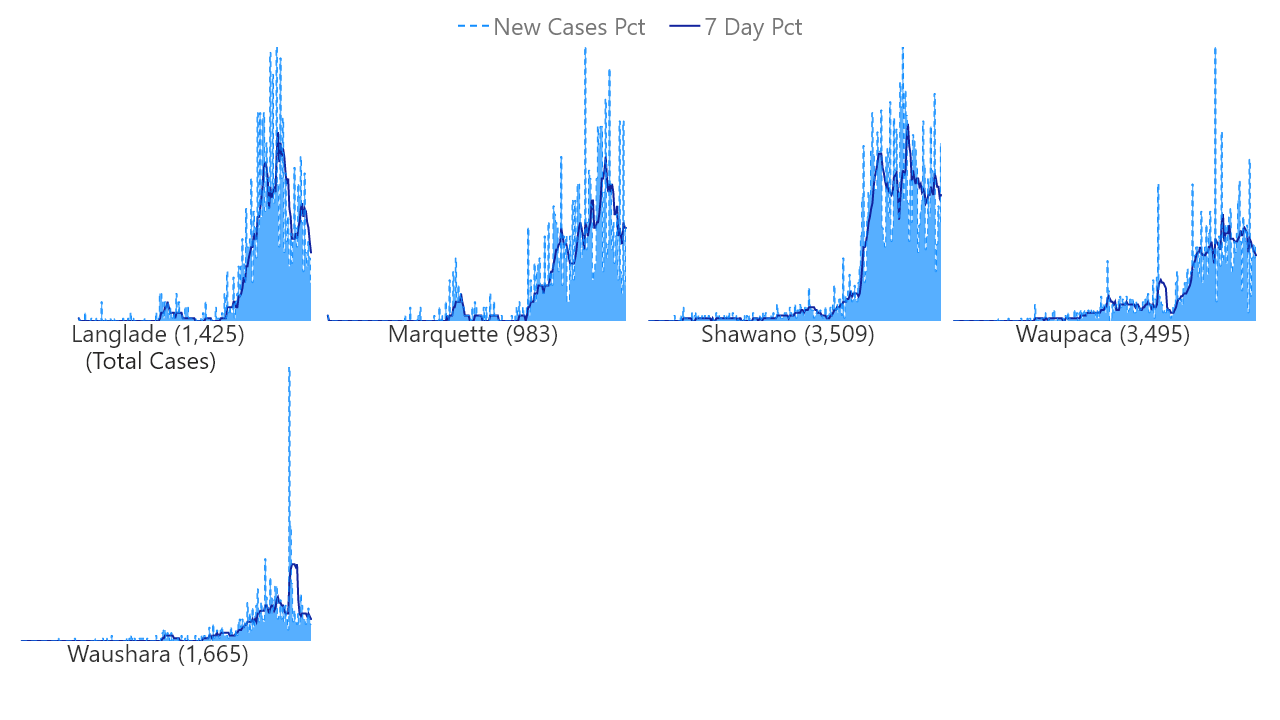 New Cases Pct 7 Day Pct
Langlade (1,425) Marquette (983) Shawano (3,509) Waupaca (3,495)
(Total Cases)
Waushara (1,665)